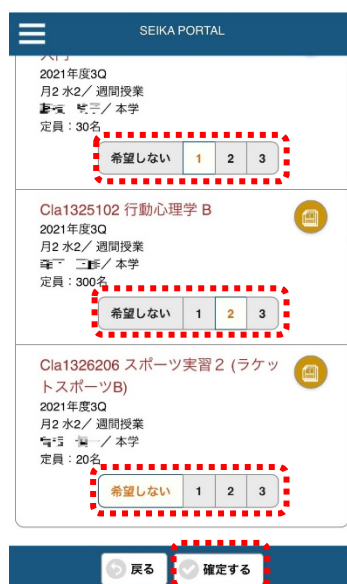 SEIKA PORTAL
入門
2021年度3Q
月2 水2／ 週間授業
／ 本学
定員：30名
希望しない 1 2 3
Cla1325102 行動心理学 B
2021年度3Q
月2 水2／ 週間授業
／ 本学
定員：300名
希望しない 1 2 3
Cla1326206 スポーツ実習２ (ラケッ
トスポーツB)
2021年度3Q
月2 水2／ 週間授業
／ 本学
定員：20名
希望しない 1 2 3
戻る 確定する